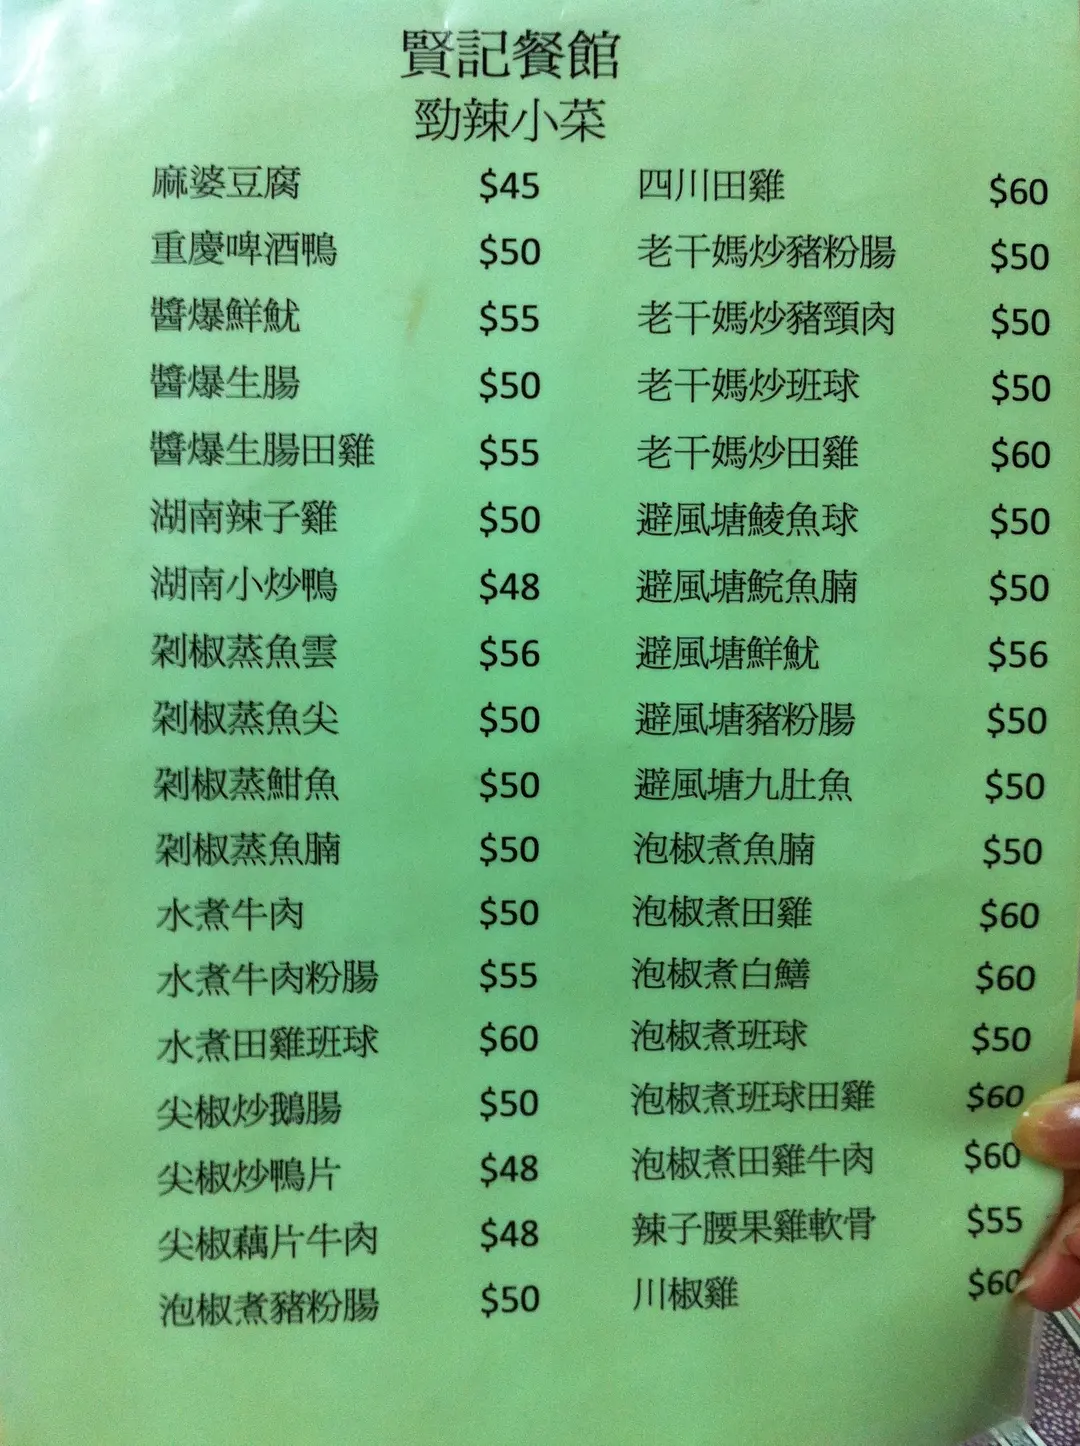 賢記餐館
勁辣小菜
麻婆豆腐 $45 四川田雞 $60
重慶啤酒鴨 $50 老干媽炒豬粉腸 $50
醬爆鮮魷 $55 老干媽炒豬頸肉 $50
醬爆生腸 $50 老干媽炒班球 $50
醬爆生腸田雞 $55 老干媽炒田雞 $60
湖南辣子雞 $50 避風塘鯪魚球 $50
湖南小炒鴨 $48 避風塘鯇魚腩 $50
剁椒蒸魚雲 $56 避風塘鮮魷 $56
剁椒蒸魚尖 $50 避風塘豬粉腸 $50
剁椒蒸魽魚 $50 避風塘九肚魚 $50
剁椒蒸魚腩 $50 泡椒煮魚腩 $50
水煮牛肉 $50 泡椒煮田雞 $60
水煮牛肉粉腸 $55 泡椒煮白鱔 $60
水煮田雞班球 $60 泡椒煮班球 $50
尖椒炒鵝腸 $50 泡椒煮班球田雞 $60
尖椒炒鴨片 $48 泡椒煮田雞牛肉 $60
尖椒藕片牛肉 $48 辣子腰果雞軟骨 $55
泡椒煮豬粉腸 $50 川椒雞 $60